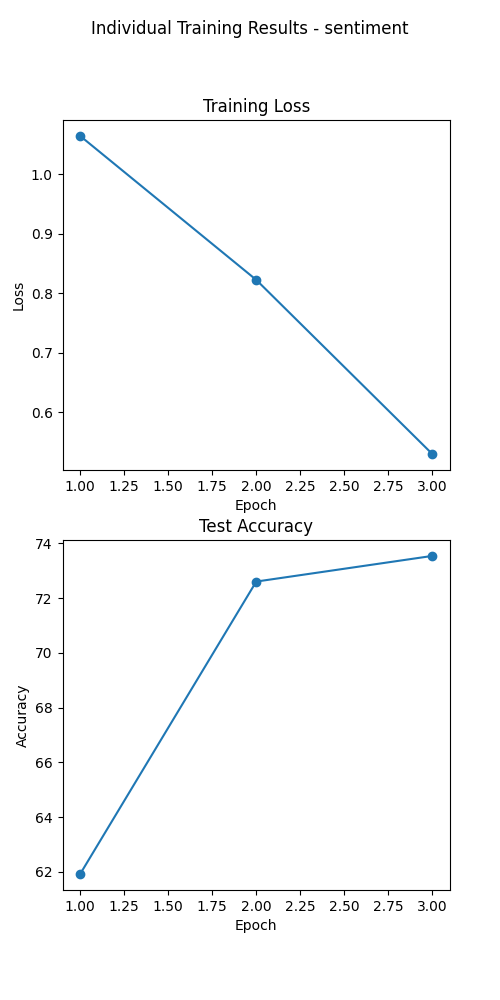 Individual Training Results - sentiment
Training Loss
1.0
0.9
0.8
0.7
0.6
Loss
1.00 1.25 1.50 1.75 2.00 2.25 2.50 2.75 3.00
Epoch
Test Accuracy
74
72
70
68
66
64
62
Accuracy
1.00 1.25 1.50 1.75 2.00 2.25 2.50 2.75 3.00
Epoch